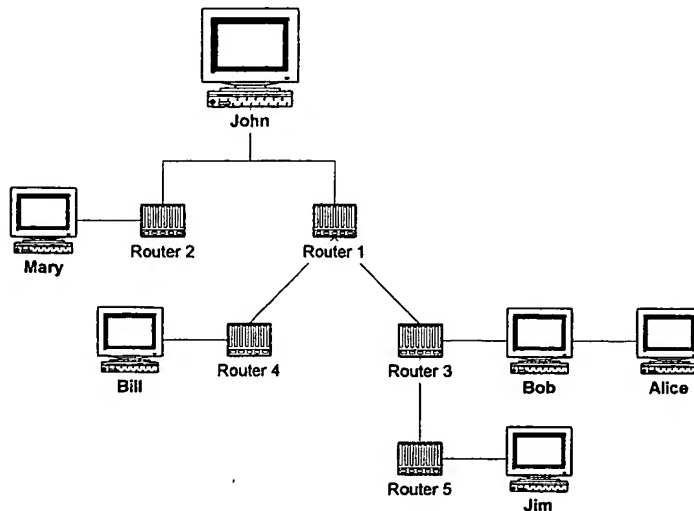 John
Router 2
Router 1
Mary
Bill
Router 4
Router 3
Bob
Alice
Router 5
Jim